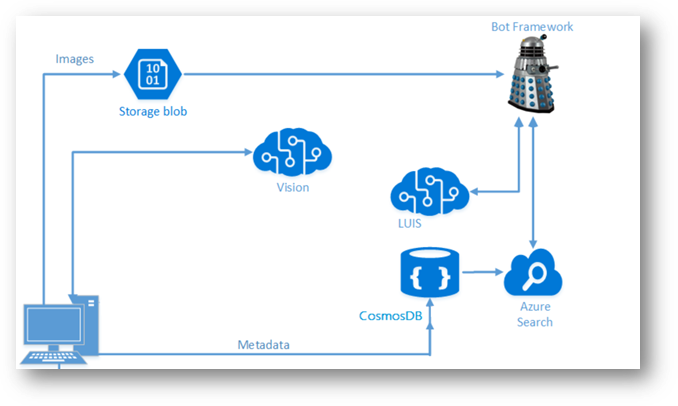 Bot Framework
Images
10
01
Storage blob
Vision
LUIS
{ }
CosmosDB
Azure
Search
Metadata